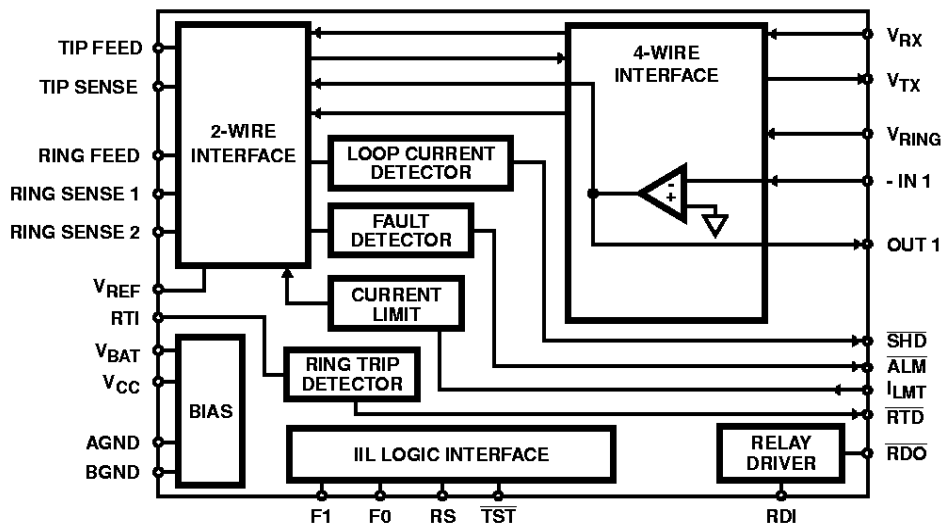 TIP FEED
TIP SENSE
RING FEED
RING SENSE 1
RING SENSE 2
VREF
RTI
VBAT
VCC
AGND
BGND
2-WIRE
INTERFACE
4-WIRE
INTERFACE
LOOP CURRENT
DETECTOR
FAULT
DETECTOR
CURRENT
LIMIT
RING TRIP
DETECTOR
BIAS
IIL LOGIC INTERFACE
RELAY
DRIVER
-
+
VRX
VTX
VRING
- IN 1
OUT 1
SHD
ALM
ILMT
RTD
RDO
F1
F0
RS
TST
RDI